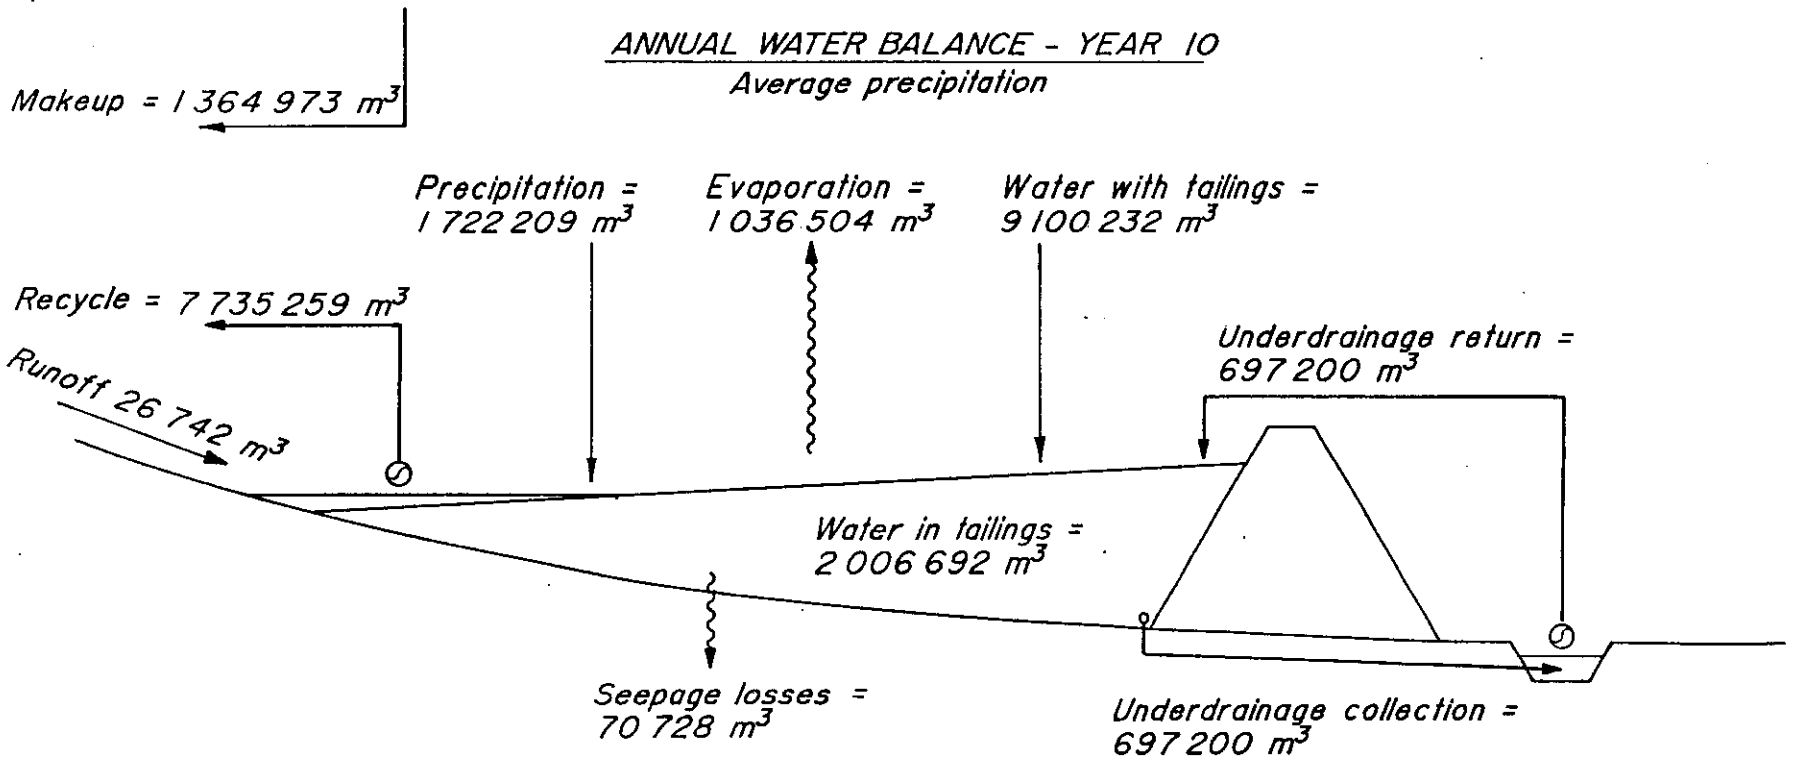 ANNUAL WATER BALANCE - YEAR 10
Average precipitation
Makeup = 1 364 973 m³
Precipitation =
1 722 209 m³
Evaporation =
1 036 504 m³
Water with tailings =
9 100 232 m³
Recycle = 7 735 259 m³
Runoff 26 742 m³
Underdrainage return =
697 200 m³
Water in tailings =
2 006 692 m³
Seepage losses =
70 728 m³
Underdrainage collection =
697 200 m³